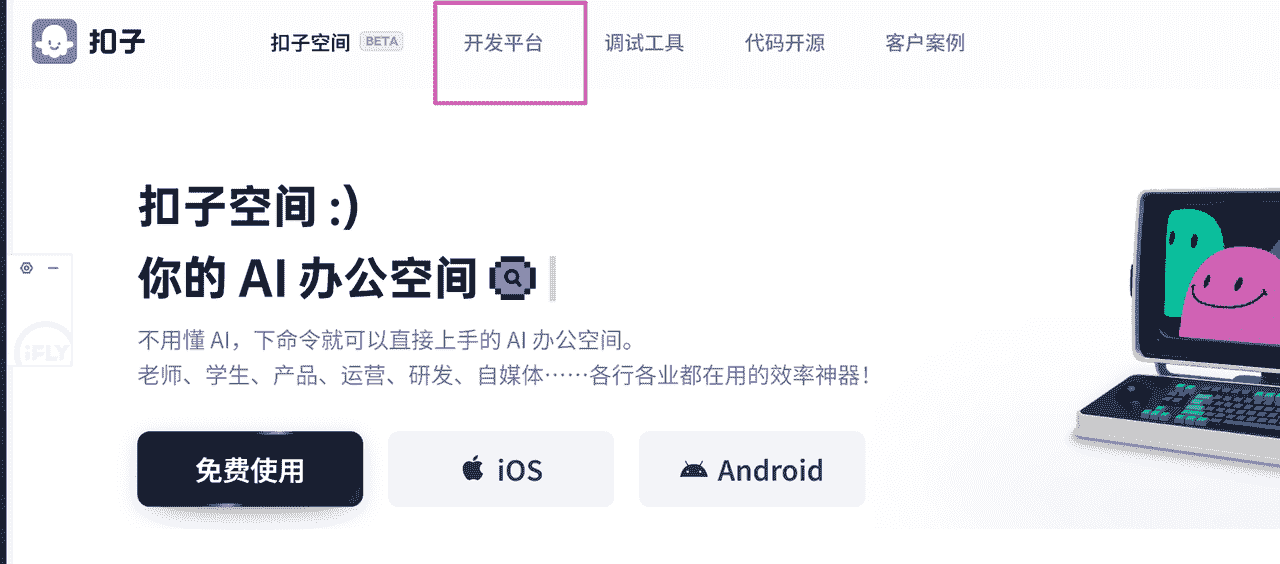 扣子
扣子空间 BETA 开发平台 调试工具 代码开源 客户案例
扣子空间 :)
你的 AI 办公空间
不用懂 AI，下命令就可以直接上手的 AI 办公空间。
老师、学生、产品、运营、研发、自媒体……各行各业都在用的效率神器！
iFLY
免费使用 iOS Android